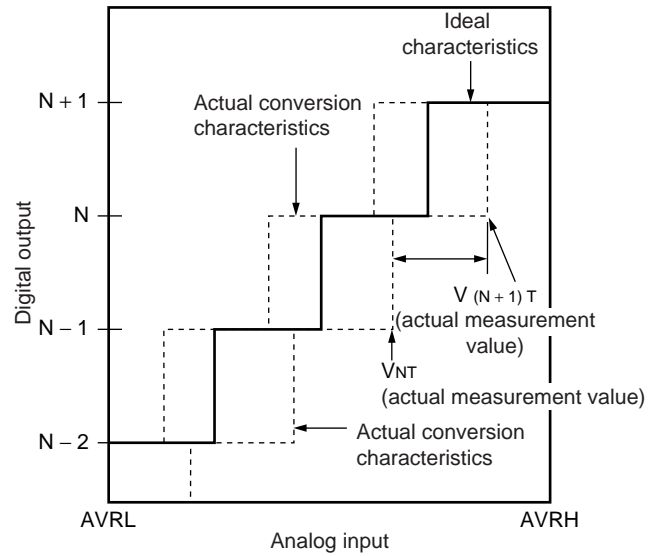 Ideal
characteristics
N + 1
Actual conversion
characteristics
N
Digital output
V (N + 1) T
(actual measurement
value)
N – 1
VNT
(actual measurement value)
N – 2
Actual conversion
characteristics
AVRL
AVRH
Analog input